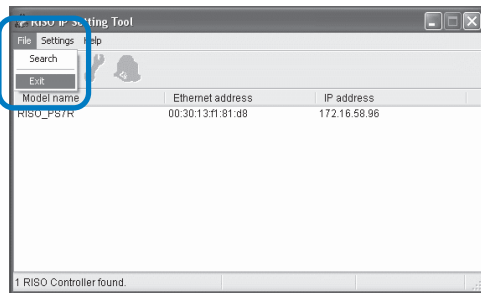 RISO IP Setting Tool
File Settings Help
Search
Exit
Model name Ethernet address IP address
RISO_PS7R 00:30:13:f1:81:d8 172.16.58.96
1 RISO Controller found.